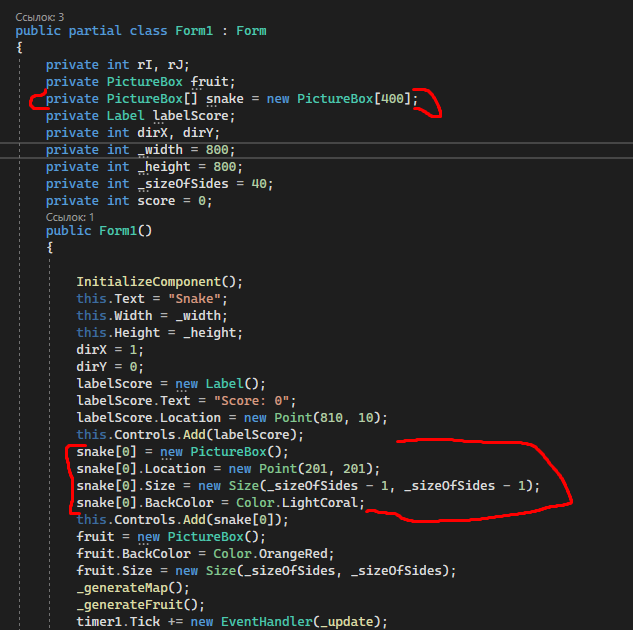 Ссылок: 3
public partial class Form1 : Form
{
private int rI, rJ;
private PictureBox fruit;
private PictureBox[] snake = new PictureBox[400];
private Label labelScore;
private int dirX, dirY;
private int _width = 800;
private int _height = 800;
private int _sizeOfSides = 40;
private int score = 0;
Ссылок: 1
public Form1()
{
InitializeComponent();
this.Text = "Snake";
this.Width = _width;
this.Height = _height;
dirX = 1;
dirY = 0;
labelScore = new Label();
labelScore.Text = "Score: 0";
labelScore.Location = new Point(810, 10);
this.Controls.Add(labelScore);
snake[0] = new PictureBox();
snake[0].Location = new Point(201, 201);
snake[0].Size = new Size(_sizeOfSides - 1, _sizeOfSides - 1);
snake[0].BackColor = Color.LightCoral;
this.Controls.Add(snake[0]);
fruit = new PictureBox();
fruit.BackColor = Color.OrangeRed;
fruit.Size = new Size(_sizeOfSides, _sizeOfSides);
_generateMap();
_generateFruit();
timer1.Tick += new EventHandler(_update);